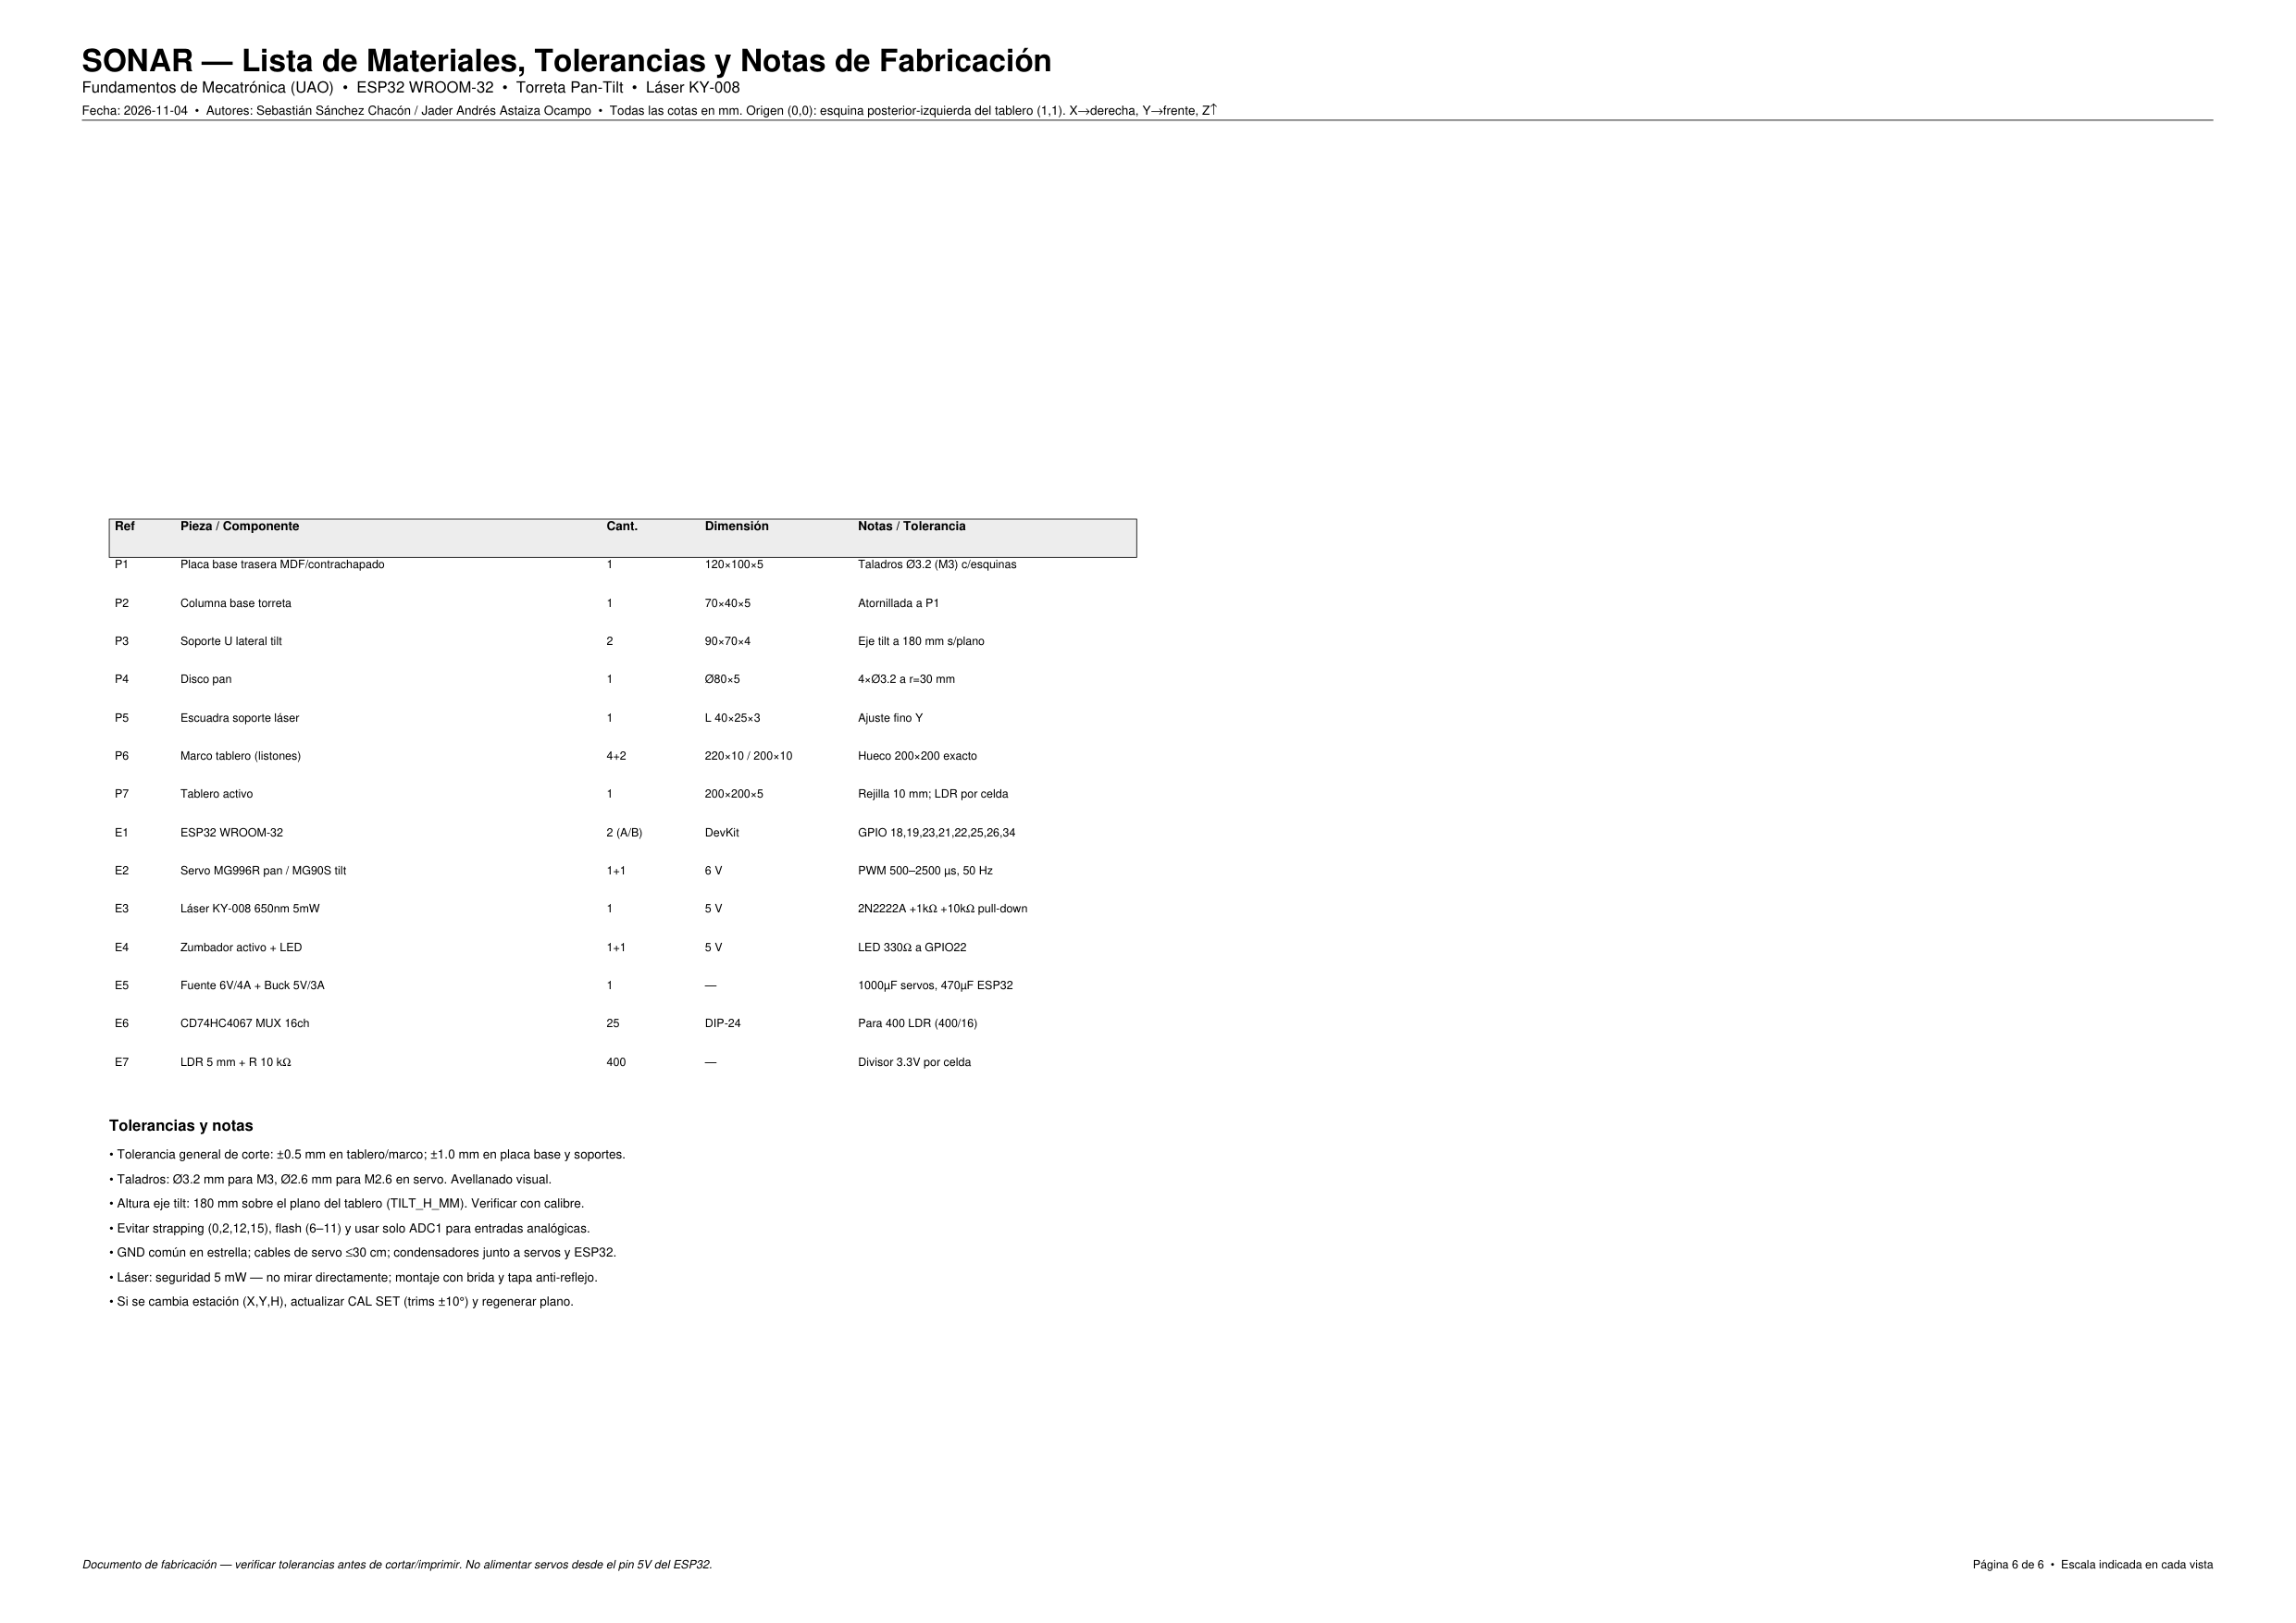 SONAR — Lista de Materiales, Tolerancias y Notas de Fabricación
Fundamentos de Mecatrónica (UAO) • ESP32 WROOM-32 • Torreta Pan-Tilt • Láser KY-008
Fecha: 2026-11-04 • Autores: Sebastián Sánchez Chacón / Jader Andrés Astaiza Ocampo • Todas las cotas en mm. Origen (0,0): esquina posterior-izquierda del tablero (1,1). X→derecha, Y→frente, Z↑
Ref Pieza / Componente Cant. Dimensión Notas / Tolerancia
P1 Placa base trasera MDF/contrachapado 1 120×100×5 Taladros Ø3.2 (M3) c/esquinas
P2 Columna base torreta 1 70×40×5 Atornillada a P1
P3 Soporte U lateral tilt 2 90×70×4 Eje tilt a 180 mm s/plano
P4 Disco pan 1 Ø80×5 4×Ø3.2 a r=30 mm
P5 Escuadra soporte láser 1 L 40×25×3 Ajuste fino Y
P6 Marco tablero (listones) 4+2 220×10 / 200×10 Hueco 200×200 exacto
P7 Tablero activo 1 200×200×5 Rejilla 10 mm; LDR por celda
E1 ESP32 WROOM-32 2 (A/B) DevKit GPIO 18,19,23,21,22,25,26,34
E2 Servo MG996R pan / MG90S tilt 1+1 6 V PWM 500–2500 µs, 50 Hz
E3 Láser KY-008 650nm 5mW 1 5 V 2N2222A +1kΩ +10kΩ pull-down
E4 Zumbador activo + LED 1+1 5 V LED 330Ω a GPIO22
E5 Fuente 6V/4A + Buck 5V/3A 1 — 1000µF servos, 470µF ESP32
E6 CD74HC4067 MUX 16ch 25 DIP-24 Para 400 LDR (400/16)
E7 LDR 5 mm + R 10 kΩ 400 — Divisor 3.3V por celda
Tolerancias y notas
• Tolerancia general de corte: ±0.5 mm en tablero/marco; ±1.0 mm en placa base y soportes.
• Taladros: Ø3.2 mm para M3, Ø2.6 mm para M2.6 en servo. Avellanado visual.
• Altura eje tilt: 180 mm sobre el plano del tablero (TILT_H_MM). Verificar con calibre.
• Evitar strapping (0,2,12,15), flash (6–11) y usar solo ADC1 para entradas analógicas.
• GND común en estrella; cables de servo ≤30 cm; condensadores junto a servos y ESP32.
• Láser: seguridad 5 mW — no mirar directamente; montaje con brida y tapa anti-reflejo.
• Si se cambia estación (X,Y,H), actualizar CAL SET (trims ±10°) y regenerar plano.
Documento de fabricación — verificar tolerancias antes de cortar/imprimir. No alimentar servos desde el pin 5V del ESP32.
Página 6 de 6 • Escala indicada en cada vista